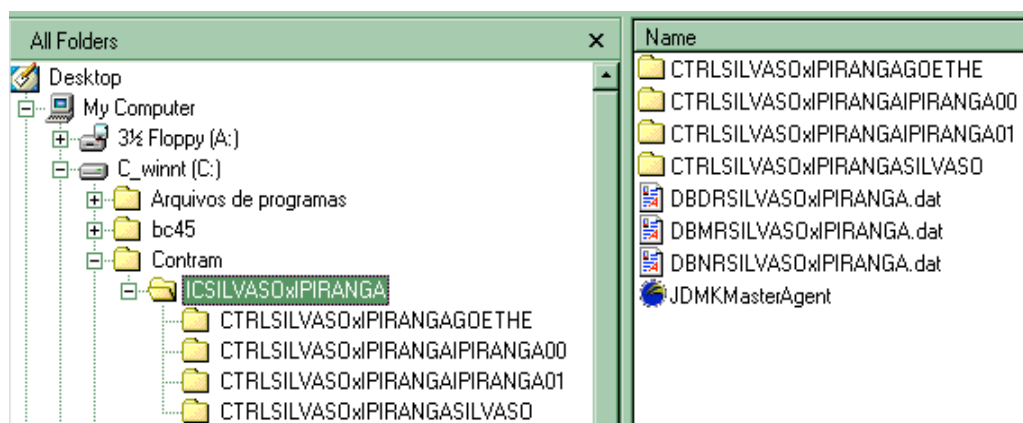 All Folders
Desktop
My Computer
3½ Floppy (A:)
C_winnt (C:)
Arquivos de programas
bc45
Contram
ICSILVASOxIPIRANGA
CTRLSILVASOxIPIRANGAGOETHE
CTRLSILVASOxIPIRANGAIPIRANGA00
CTRLSILVASOxIPIRANGAIPIRANGA01
CTRLSILVASOxIPIRANGASILVASO
Name
CTRLSILVASOxIPIRANGAGOETHE
CTRLSILVASOxIPIRANGAIPIRANGA00
CTRLSILVASOxIPIRANGAIPIRANGA01
CTRLSILVASOxIPIRANGASILVASO
DBDRSILVASOxIPIRANGA.dat
DBMRSILVASOxIPIRANGA.dat
DBNRSILVASOxIPIRANGA.dat
JDMKMasterAgent